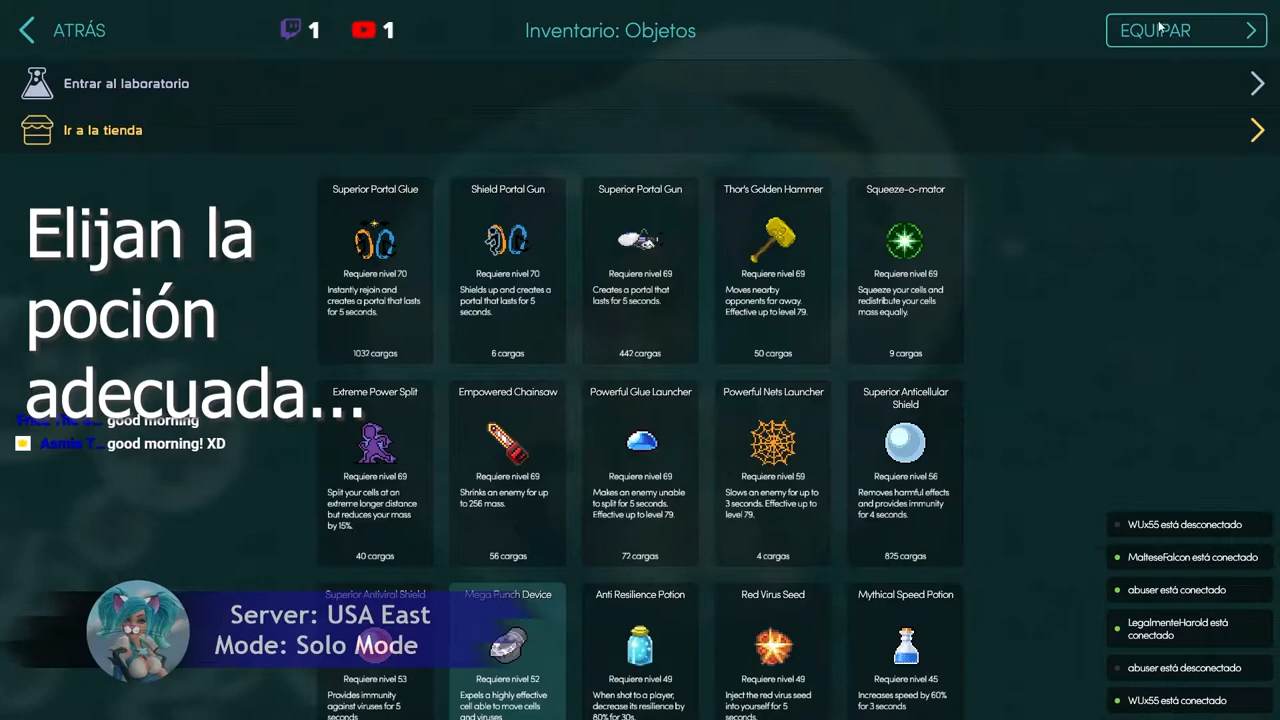 ATRÁS
1
1
Inventario: Objetos
EQUIPAR
Entrar al laboratorio
Ir a la tienda
Elijan la
poción
adecuada...
good morning
Asmia T... good morning! XD
Superior Portal Glue
Requiere nivel 70
Instantly rejoin and
creates a portal that lasts
for 5 seconds.
1032 cargas
Shield Portal Gun
Requiere nivel 70
Shields up and creates a
portal that lasts for 5
seconds.
6 cargas
Superior Portal Gun
Requiere nivel 69
Creates a portal that
lasts for 5 seconds.
442 cargas
Thor's Golden Hammer
Requiere nivel 69
Moves nearby
opponents far away.
Effective up to level 79.
50 cargas
Squeeze-o-mator
Requiere nivel 69
Squeeze your cells and
redistribute your cells
mass equally.
9 cargas
Extreme Power Split
Requiere nivel 69
Split your cells at an
extreme longer distance
but reduces your mass
by 15%.
40 cargas
Empowered Chainsaw
Requiere nivel 69
Shrinks an enemy for up
to 256 mass.
56 cargas
Powerful Glue Launcher
Requiere nivel 69
Makes an enemy unable
to split for 5 seconds.
Effective up to level 79.
72 cargas
Powerful Nets Launcher
Requiere nivel 59
Slows an enemy for up to
3 seconds. Effective up to
level 79.
4 cargas
Superior Anticellular
Shield
Requiere nivel 56
Removes harmful effects
and provides immunity
for 4 seconds.
825 cargas
Superior Antiviral Shield
Requiere nivel 53
Provides immunity
against viruses for 5
seconds
Mega Punch Device
Requiere nivel 52
Expels a highly effective
cell able to move cells
and viruses
Anti Resilience Potion
Requiere nivel 49
When shot to a player,
decrease its resilience by
80% for 30s.
Red Virus Seed
Requiere nivel 49
Inject the red virus seed
into yourself for 5
seconds.
Mythical Speed Potion
Requiere nivel 45
Increases speed by 60%
for 3 seconds
Server: USA East
Mode: Solo Mode
WUx55 está desconectado
MalteseFalcon está conectado
abuser está conectado
LegalmenteHarold está
conectado
abuser está desconectado
WUx55 está conectado